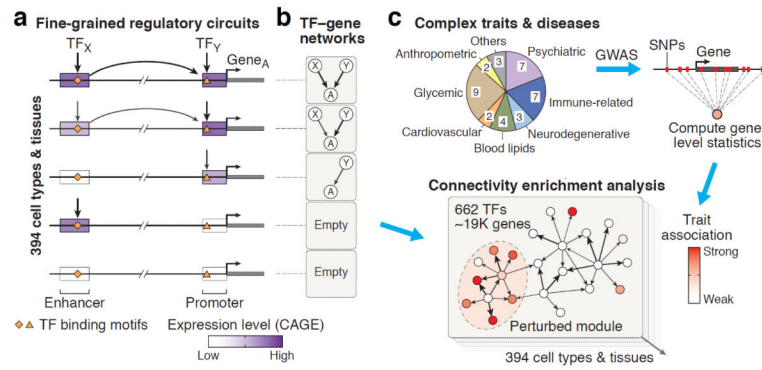 a Fine-grained regulatory circuits
TFX
TFY
GeneA
394 cell types & tissues
Enhancer
Promoter
TF binding motifs
Expression level (CAGE)
Low
High
b TF–gene
networks
X
Y
A
X
Y
A
Y
A
Empty
Empty
c Complex traits & diseases
Others
Psychiatric
Anthropometric
Glycemic
Immune-related
Cardiovascular
Neurodegenerative
Blood lipids
3
7
2
9
7
2
4
3
GWAS
SNPs
Gene
Compute gene
level statistics
Connectivity enrichment analysis
662 TFs
~19K genes
Perturbed module
394 cell types & tissues
Trait
association
Strong
Weak